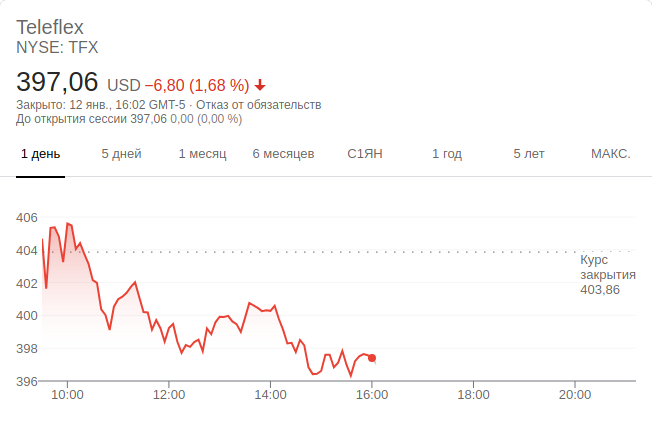 Teleflex
NYSE: TFX
397,06 USD −6,80 (1,68 %)
Закрыто: 12 янв., 16:02 GMT-5 · Отказ от обязательств
До открытия сессии 397,06 0,00 (0,00 %)
1 день 5 дней 1 месяц 6 месяцев С1ЯН 1 год 5 лет МАКС.
406
404
Курс
закрытия
403,86
402
400
398
396
10:00 12:00 14:00 16:00 18:00 20:00